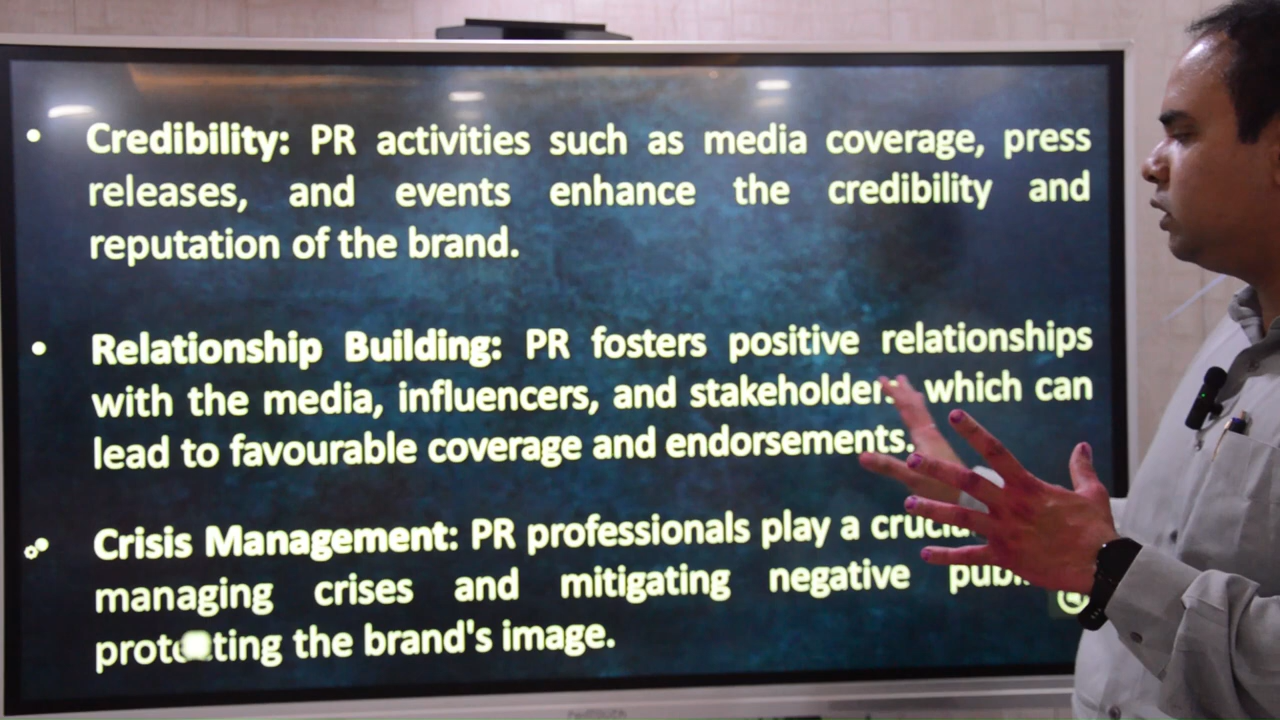 • Credibility: PR activities such as media coverage, press
releases, and events enhance the credibility and
reputation of the brand.
• Relationship Building: PR fosters positive relationships
with the media, influencers, and stakeholders, which can
lead to favourable coverage and endorsements.
• Crisis Management: PR professionals play a
managing crises and mitigating negative
the brand's image.